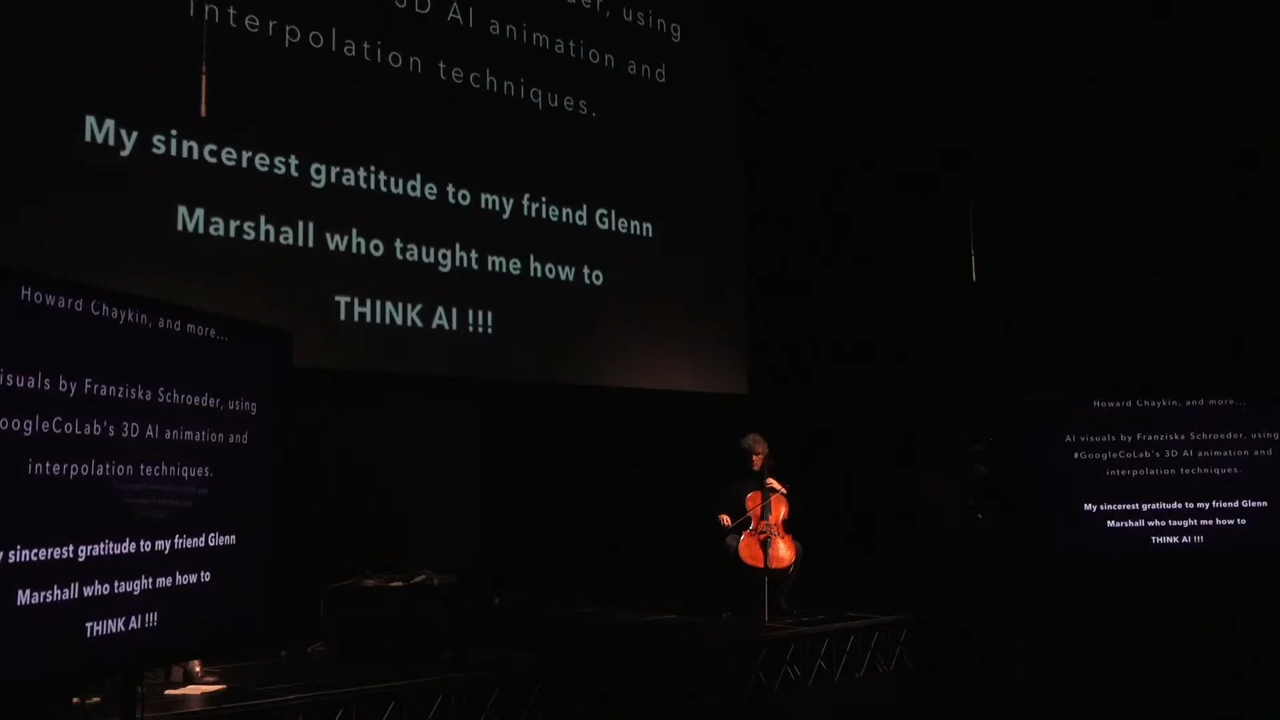 3D AI animation and
interpolation techniques.
My sincerest gratitude to my friend Glenn
Marshall who taught me how to
THINK AI !!!
Howard Chaykin, and more...
isuals by Franziska Schroeder, using
oogleCoLab's 3D AI animation and
interpolation techniques.
y sincerest gratitude to my friend Glenn
Marshall who taught me how to
THINK AI !!!
Howard Chaykin, and more...
AI visuals by Franziska Schroeder, using
#GoogleCoLab's 3D AI animation and
interpolation techniques.
My sincerest gratitude to my friend Glenn
Marshall who taught me how to
THINK AI !!!